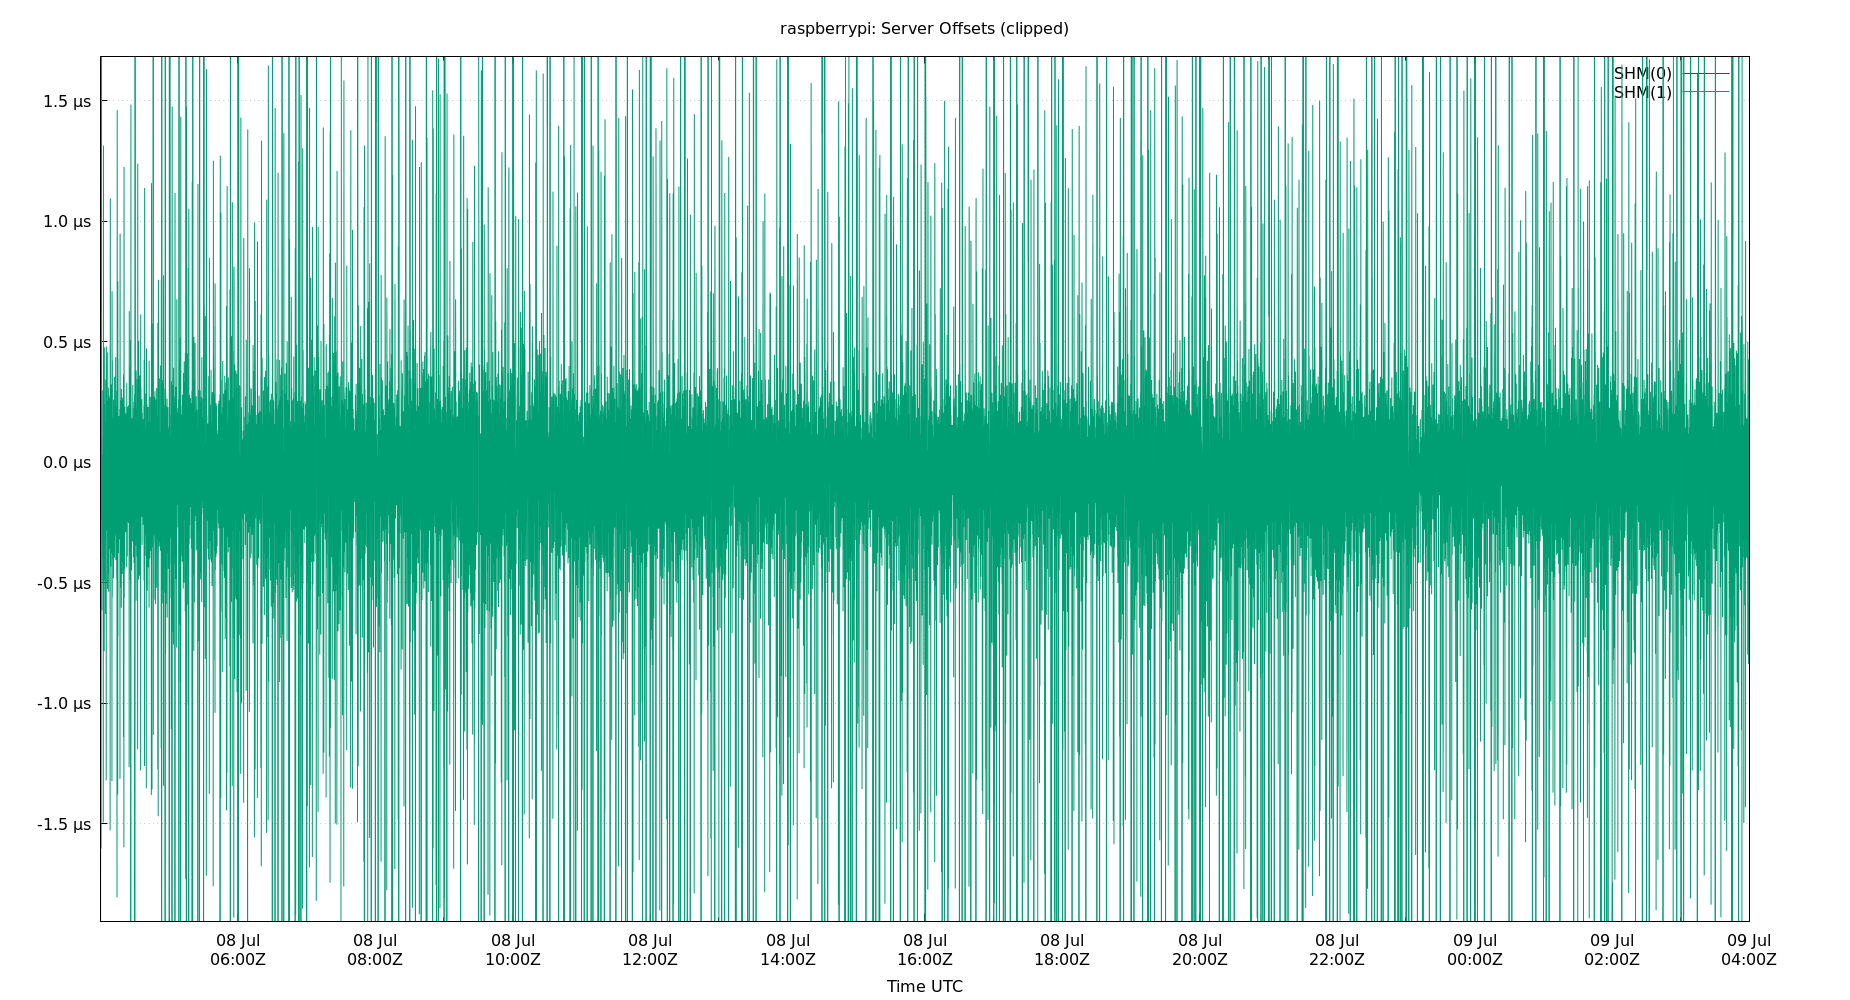 raspberrypi: Server Offsets (clipped)
SHM(0)
SHM(1)
1.5 µs
1.0 µs
0.5 µs
0.0 µs
-0.5 µs
-1.0 µs
-1.5 µs
08 Jul 08 Jul 08 Jul 08 Jul 08 Jul 08 Jul 08 Jul 08 Jul 08 Jul 09 Jul 09 Jul 09 Jul
06:00Z 08:00Z 10:00Z 12:00Z 14:00Z 16:00Z 18:00Z 20:00Z 22:00Z 00:00Z 02:00Z 04:00Z
Time UTC